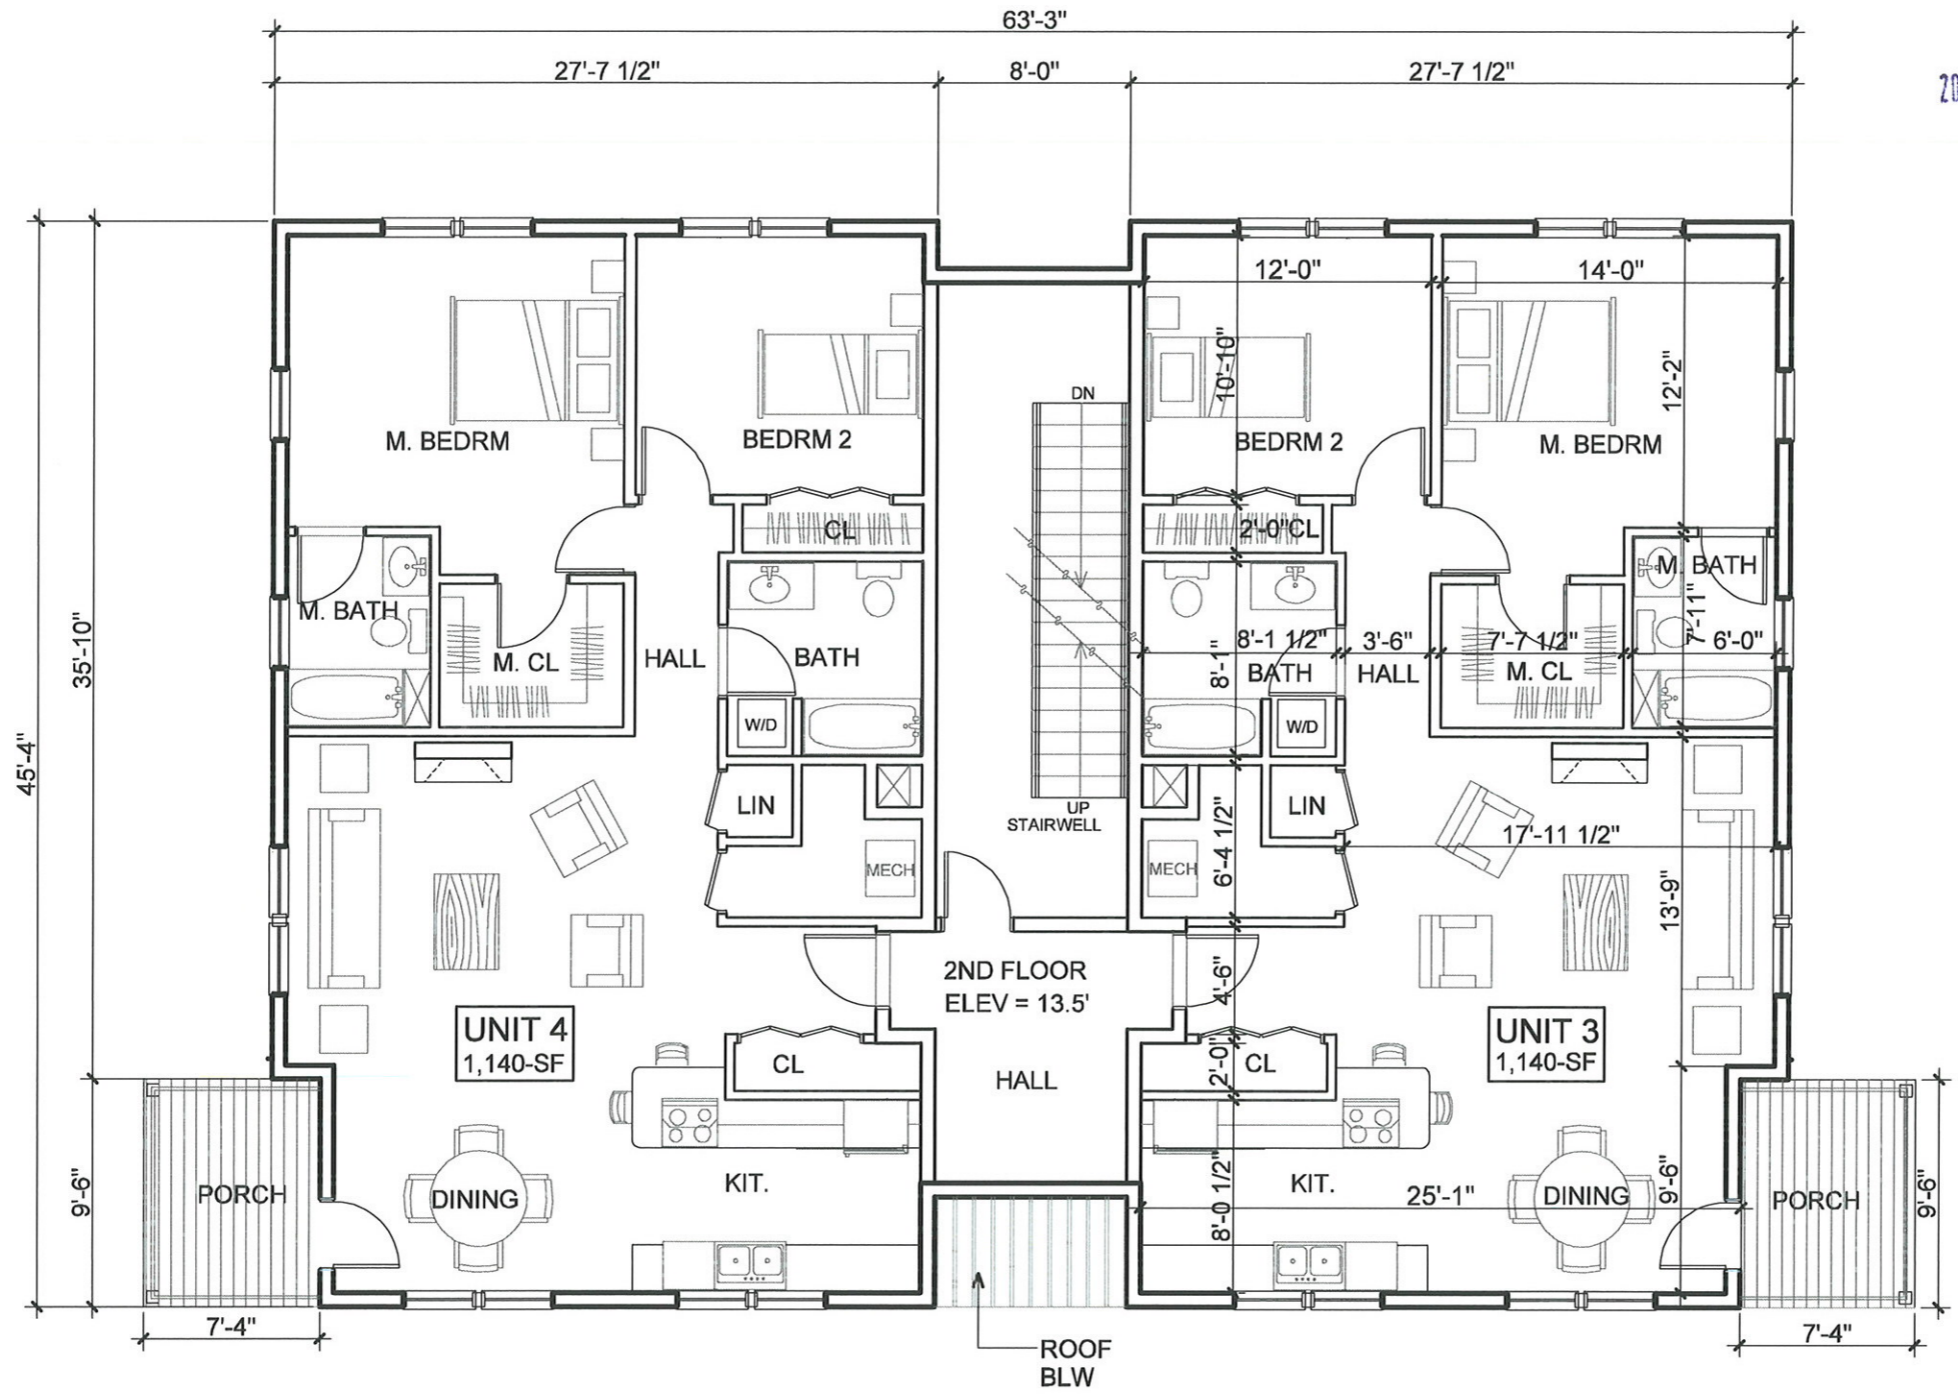 63'-3"
27'-7 1/2"
8'-0"
27'-7 1/2"
20
12'-0"
14'-0"
10'-10"
12'-2"
DN
M. BEDRM
BEDRM 2
BEDRM 2
M. BEDRM
CL
2'-0"
CL
M. BATH
M. BATH
35'-10"
M. CL
HALL
BATH
8'-1 1/2"
3'-6"
7'-7 1/2"
7'-11"
6'-0"
8'-1"
BATH
HALL
M. CL
W/D
W/D
45'-4"
LIN
UP
STAIRWELL
LIN
17'-11 1/2"
6'-4 1/2"
MECH
MECH
13'-9"
2ND FLOOR
ELEV = 13.5'
4'-6"
UNIT 4
1,140-SF
UNIT 3
1,140-SF
CL
HALL
2'-0"
CL
9'-6"
PORCH
DINING
KIT.
8'-0 1/2"
KIT.
25'-1"
DINING
9'-6"
PORCH
9'-6"
7'-4"
7'-4"
ROOF
BLW